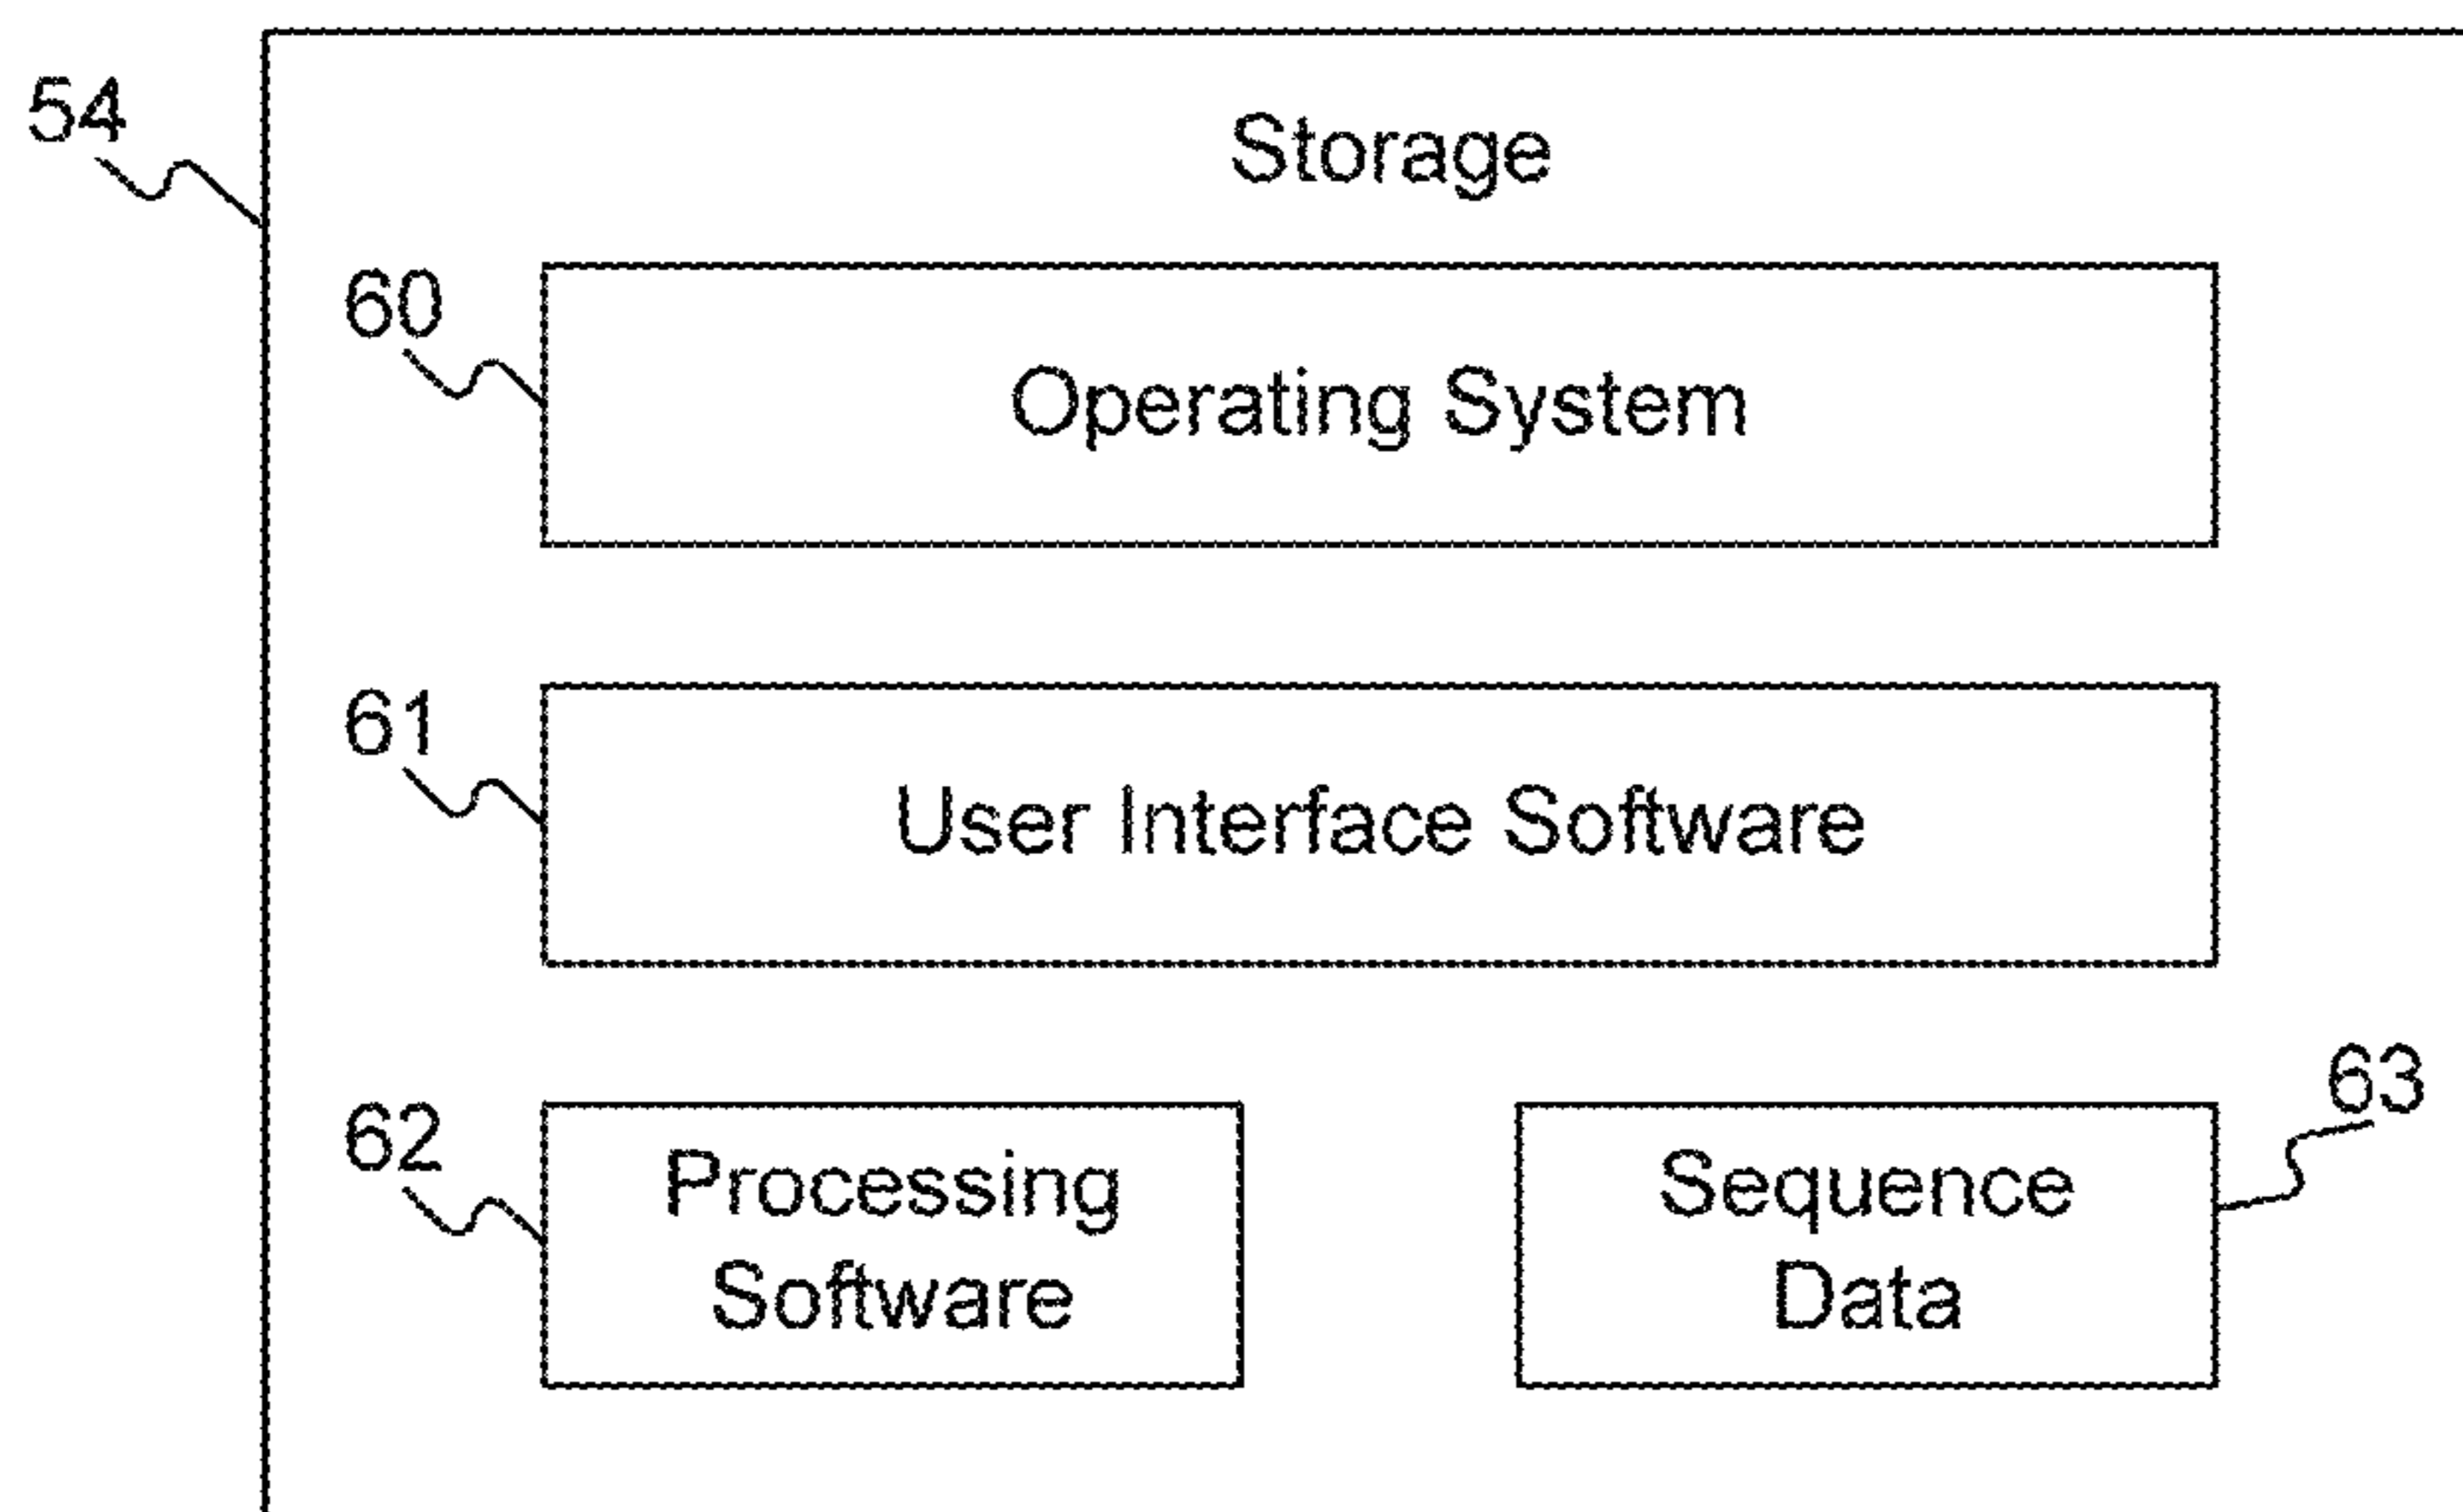 54
Storage
60
Operating System
61
User Interface Software
62
Processing
Software
63
Sequence
Data